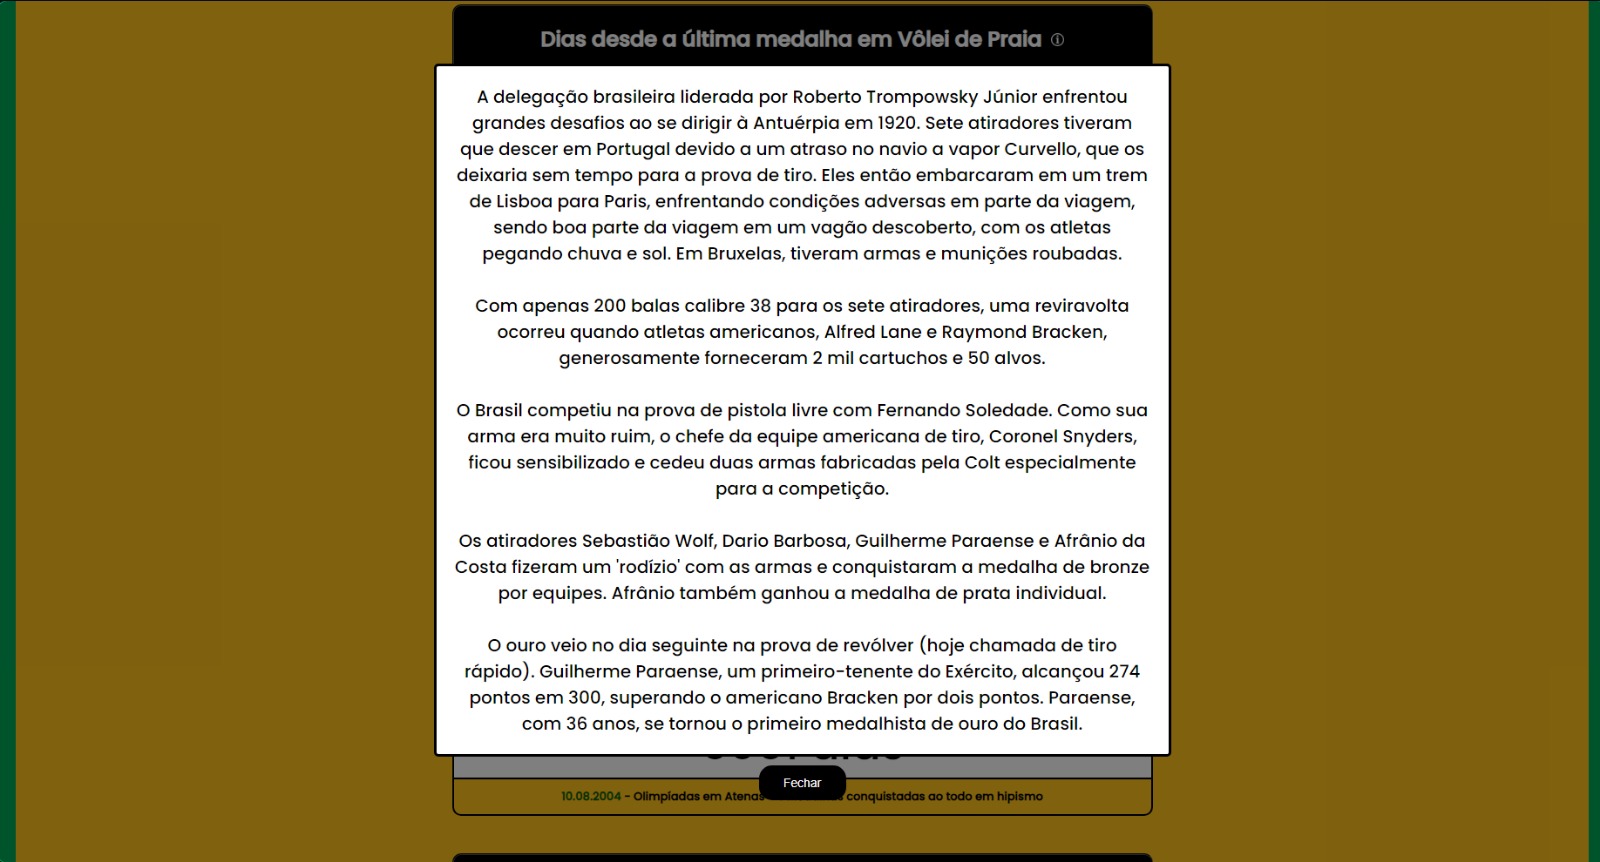 Dias desde a última medalha em Vôlei de Praia
A delegação brasileira liderada por Roberto Trompowsky Júnior enfrentou
grandes desafios ao se dirigir à Antuérpia em 1920. Sete atiradores tiveram
que descer em Portugal devido a um atraso no navio a vapor Curvello, que os
deixaria sem tempo para a prova de tiro. Eles então embarcaram em um trem
de Lisboa para Paris, enfrentando condições adversas em parte da viagem,
sendo boa parte da viagem em um vagão descoberto, com os atletas
pegando chuva e sol. Em Bruxelas, tiveram armas e munições roubadas.
Com apenas 200 balas calibre 38 para os sete atiradores, uma reviravolta
ocorreu quando atletas americanos, Alfred Lane e Raymond Bracken,
generosamente forneceram 2 mil cartuchos e 50 alvos.
O Brasil competiu na prova de pistola livre com Fernando Soledade. Como sua
arma era muito ruim, o chefe da equipe americana de tiro, Coronel Snyders,
ficou sensibilizado e cedeu duas armas fabricadas pela Colt especialmente
para a competição.
Os atiradores Sebastião Wolf, Dario Barbosa, Guilherme Paraense e Afrânio da
Costa fizeram um 'rodízio' com as armas e conquistaram a medalha de bronze
por equipes. Afrânio também ganhou a medalha de prata individual.
O ouro veio no dia seguinte na prova de revólver (hoje chamada de tiro
rápido). Guilherme Paraense, um primeiro-tenente do Exército, alcançou 274
pontos em 300, superando o americano Bracken por dois pontos. Paraense,
com 36 anos, se tornou o primeiro medalhista de ouro do Brasil.
Fechar
10.08.2004 - Olimpíadas em Atenas conquistadas ao todo em hipismo